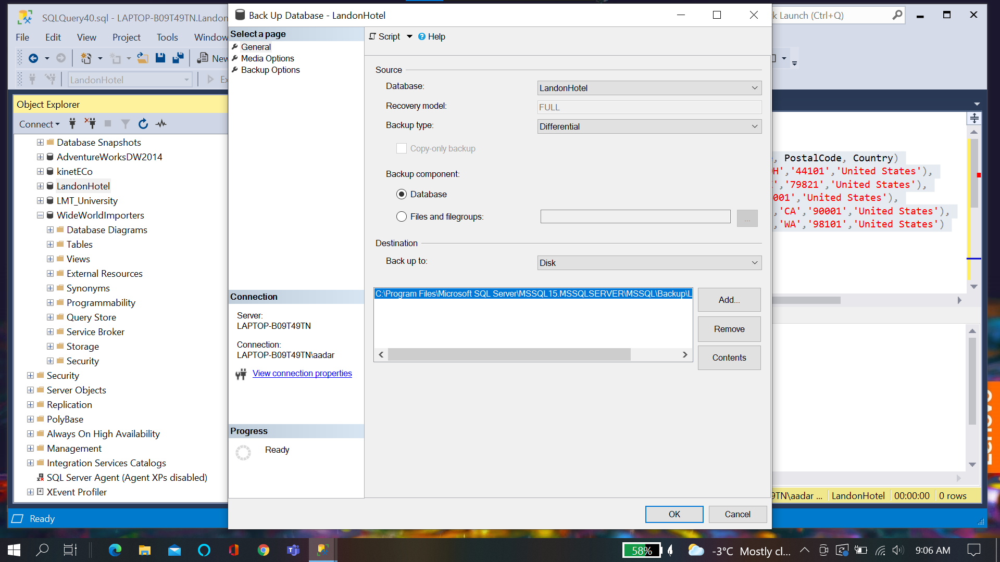 SQLQuery40.sql - LAPTOP-B09T49TN.Landon
Back Up Database - LandonHotel
k Launch (Ctrl+Q)
File Edit View Project Tools Window
New
LandonHotel
Ex
Object Explorer
Connect
Database Snapshots
AdventureWorksDW2014
kinetECo
LandonHotel
LMT_University
WideWorldImporters
Database Diagrams
Tables
Views
External Resources
Synonyms
Programmability
Query Store
Service Broker
Storage
Security
Security
Server Objects
Replication
PolyBase
Always On High Availability
Management
Integration Services Catalogs
SQL Server Agent (Agent XPs disabled)
XEvent Profiler
Ready
Select a page
General
Media Options
Backup Options
Connection
Server:
LAPTOP-B09T49TN
Connection:
LAPTOP-B09T49TN\aadar
View connection properties
Progress
Ready
Script Help
Source
Database: LandonHotel
Recovery model: FULL
Backup type: Differential
Copy-only backup
Backup component:
Database
Files and filegroups: ...
Destination
Back up to: Disk
C:\Program Files\Microsoft SQL Server\MSSQL15.MSSQLSERVER\MSSQL\Backup\L
Add...
Remove
Contents
OK Cancel
, PostalCode, Country)
H','44101','United States'),
','79821','United States'),
001','United States'),
,'CA','90001','United States'),
,'WA','98101','United States')
9TN\aadar ... LandonHotel 00:00:00 0 rows
Lenovo
58% -3°C Mostly cl... 9:06 AM